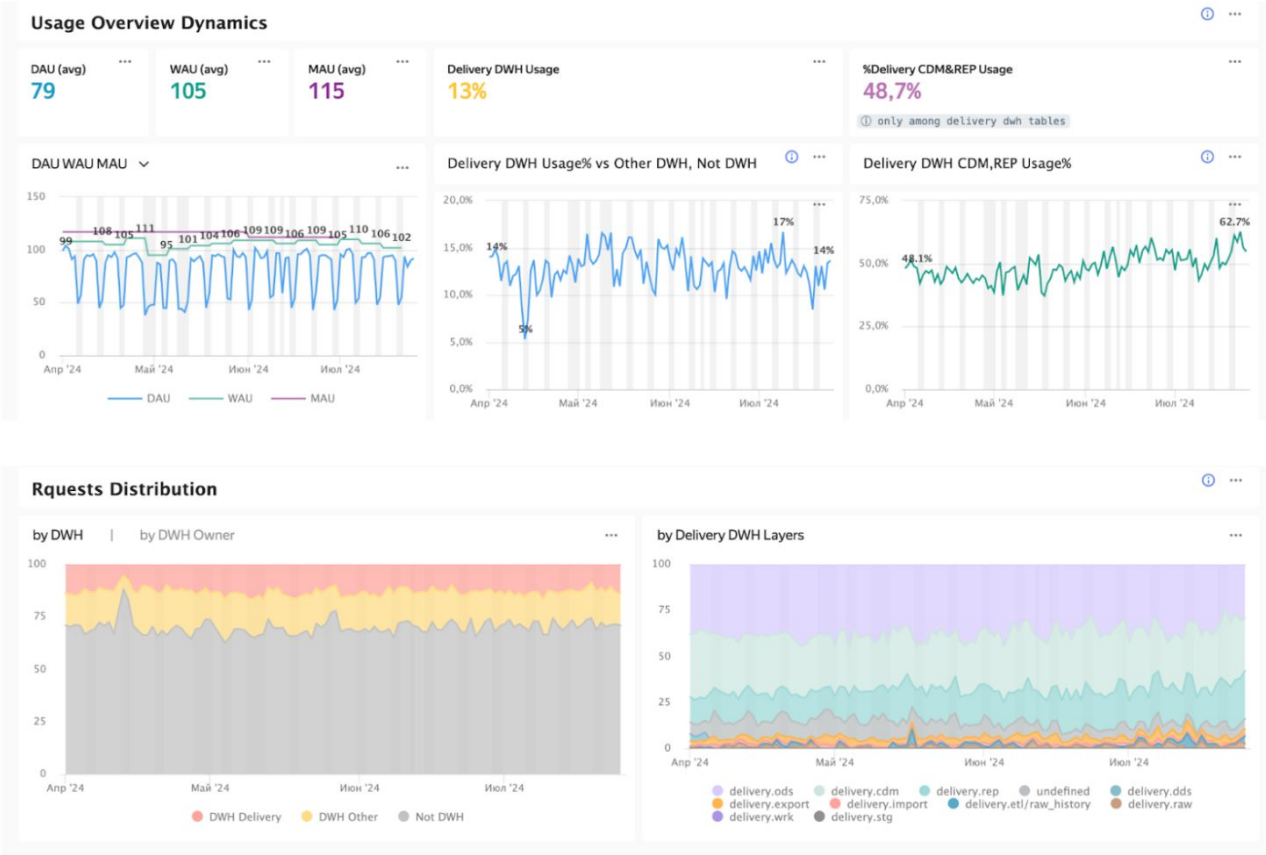 Usage Overview Dynamics
DAU (avg)
79
WAU (avg)
105
MAU (avg)
115
Delivery DWH Usage
13%
%Delivery CDM&REP Usage
48,7%
only among delivery dwh tables
DAU WAU MAU
150
100
50
0
99 108 105 111 95 101 104 106 109 109 106 109 105 110 106 102
Апр '24 Май '24 Июн '24 Июл '24
DAU WAU MAU
Delivery DWH Usage% vs Other DWH, Not DWH
20,0%
15,0%
10,0%
5,0%
0,0%
14% 5% 17% 14%
Апр '24 Май '24 Июн '24 Июл '24
Delivery DWH CDM,REP Usage%
75,0%
50,0%
25,0%
0,0%
48.1% 62.7%
Апр '24 Май '24 Июн '24 Июл '24
Rquests Distribution
by DWH | by DWH Owner
100
75
50
25
0
Апр '24 Май '24 Июн '24 Июл '24
DWH Delivery DWH Other Not DWH
by Delivery DWH Layers
100
75
50
25
0
Апр '24 Май '24 Июн '24 Июл '24
delivery.ods delivery.cdm delivery.rep undefined delivery.dds
delivery.export delivery.import delivery.etl/raw_history delivery.raw
delivery.wrk delivery.stg